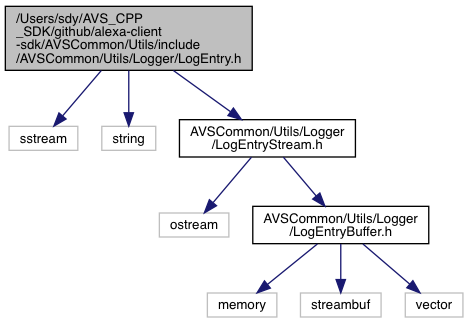 /Users/sdy/AVS_CPP
_SDK/github/alexa-client
-sdk/AVSCommon/Utils/include
/AVSCommon/Utils/Logger/LogEntry.h
sstream
string
AVSCommon/Utils/Logger
/LogEntryStream.h
ostream
AVSCommon/Utils/Logger
/LogEntryBuffer.h
memory
streambuf
vector